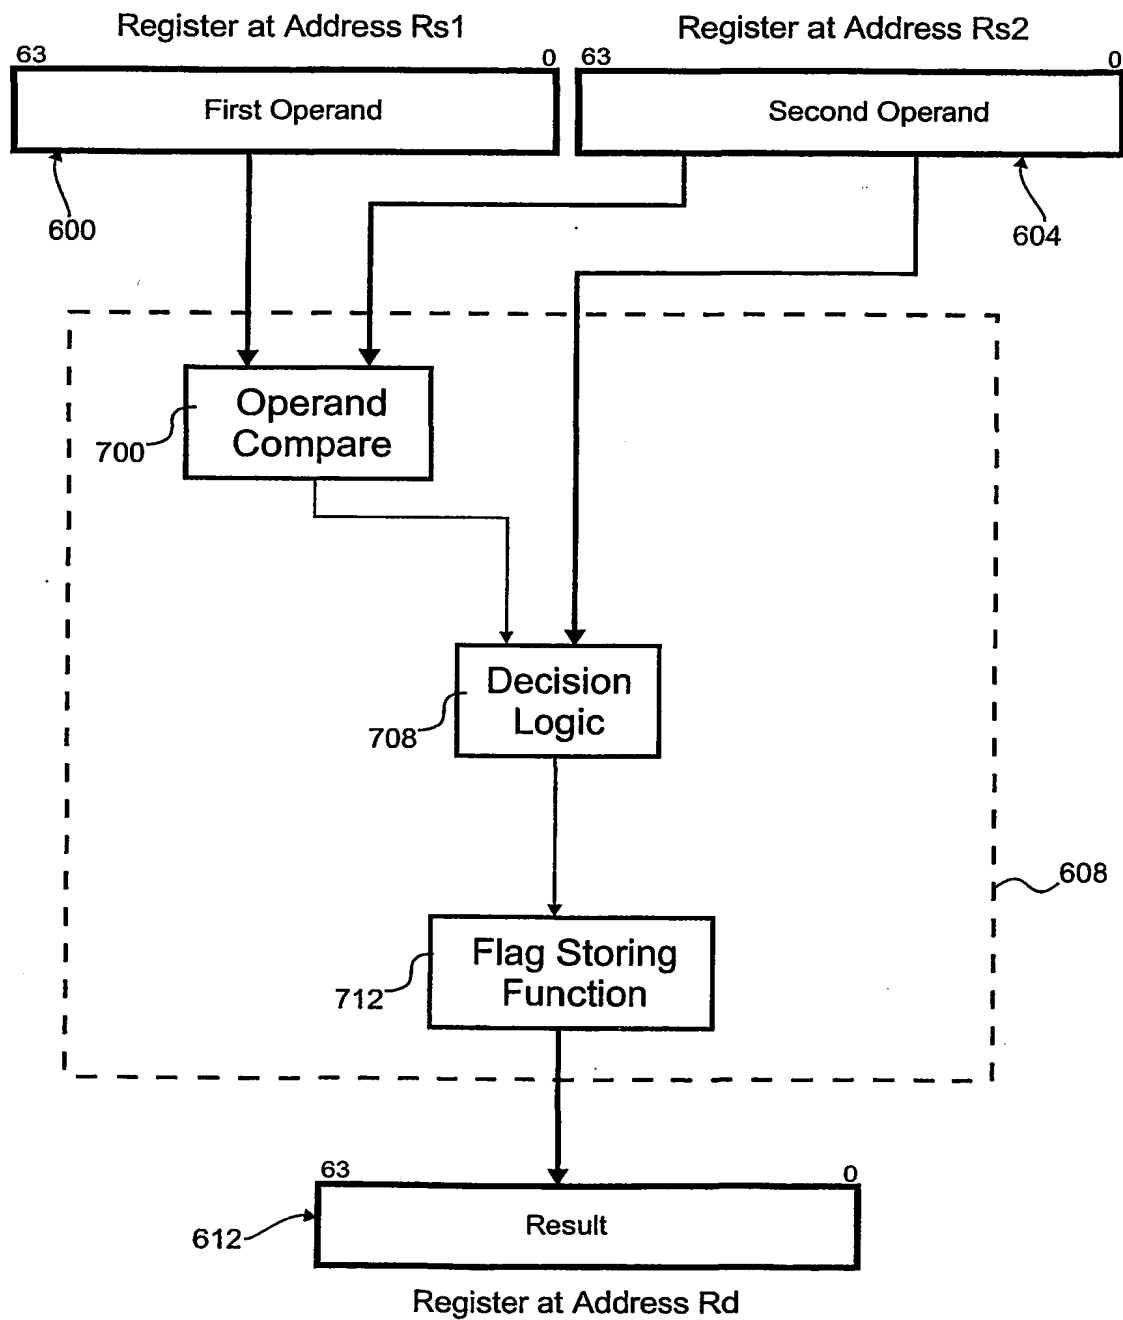 Register at Address Rs1
Register at Address Rs2
63
0
63
0
First Operand
Second Operand
600
604
Operand
Compare
700
Decision
Logic
708
608
Flag Storing
Function
712
63
0
Result
612
Register at Address Rd